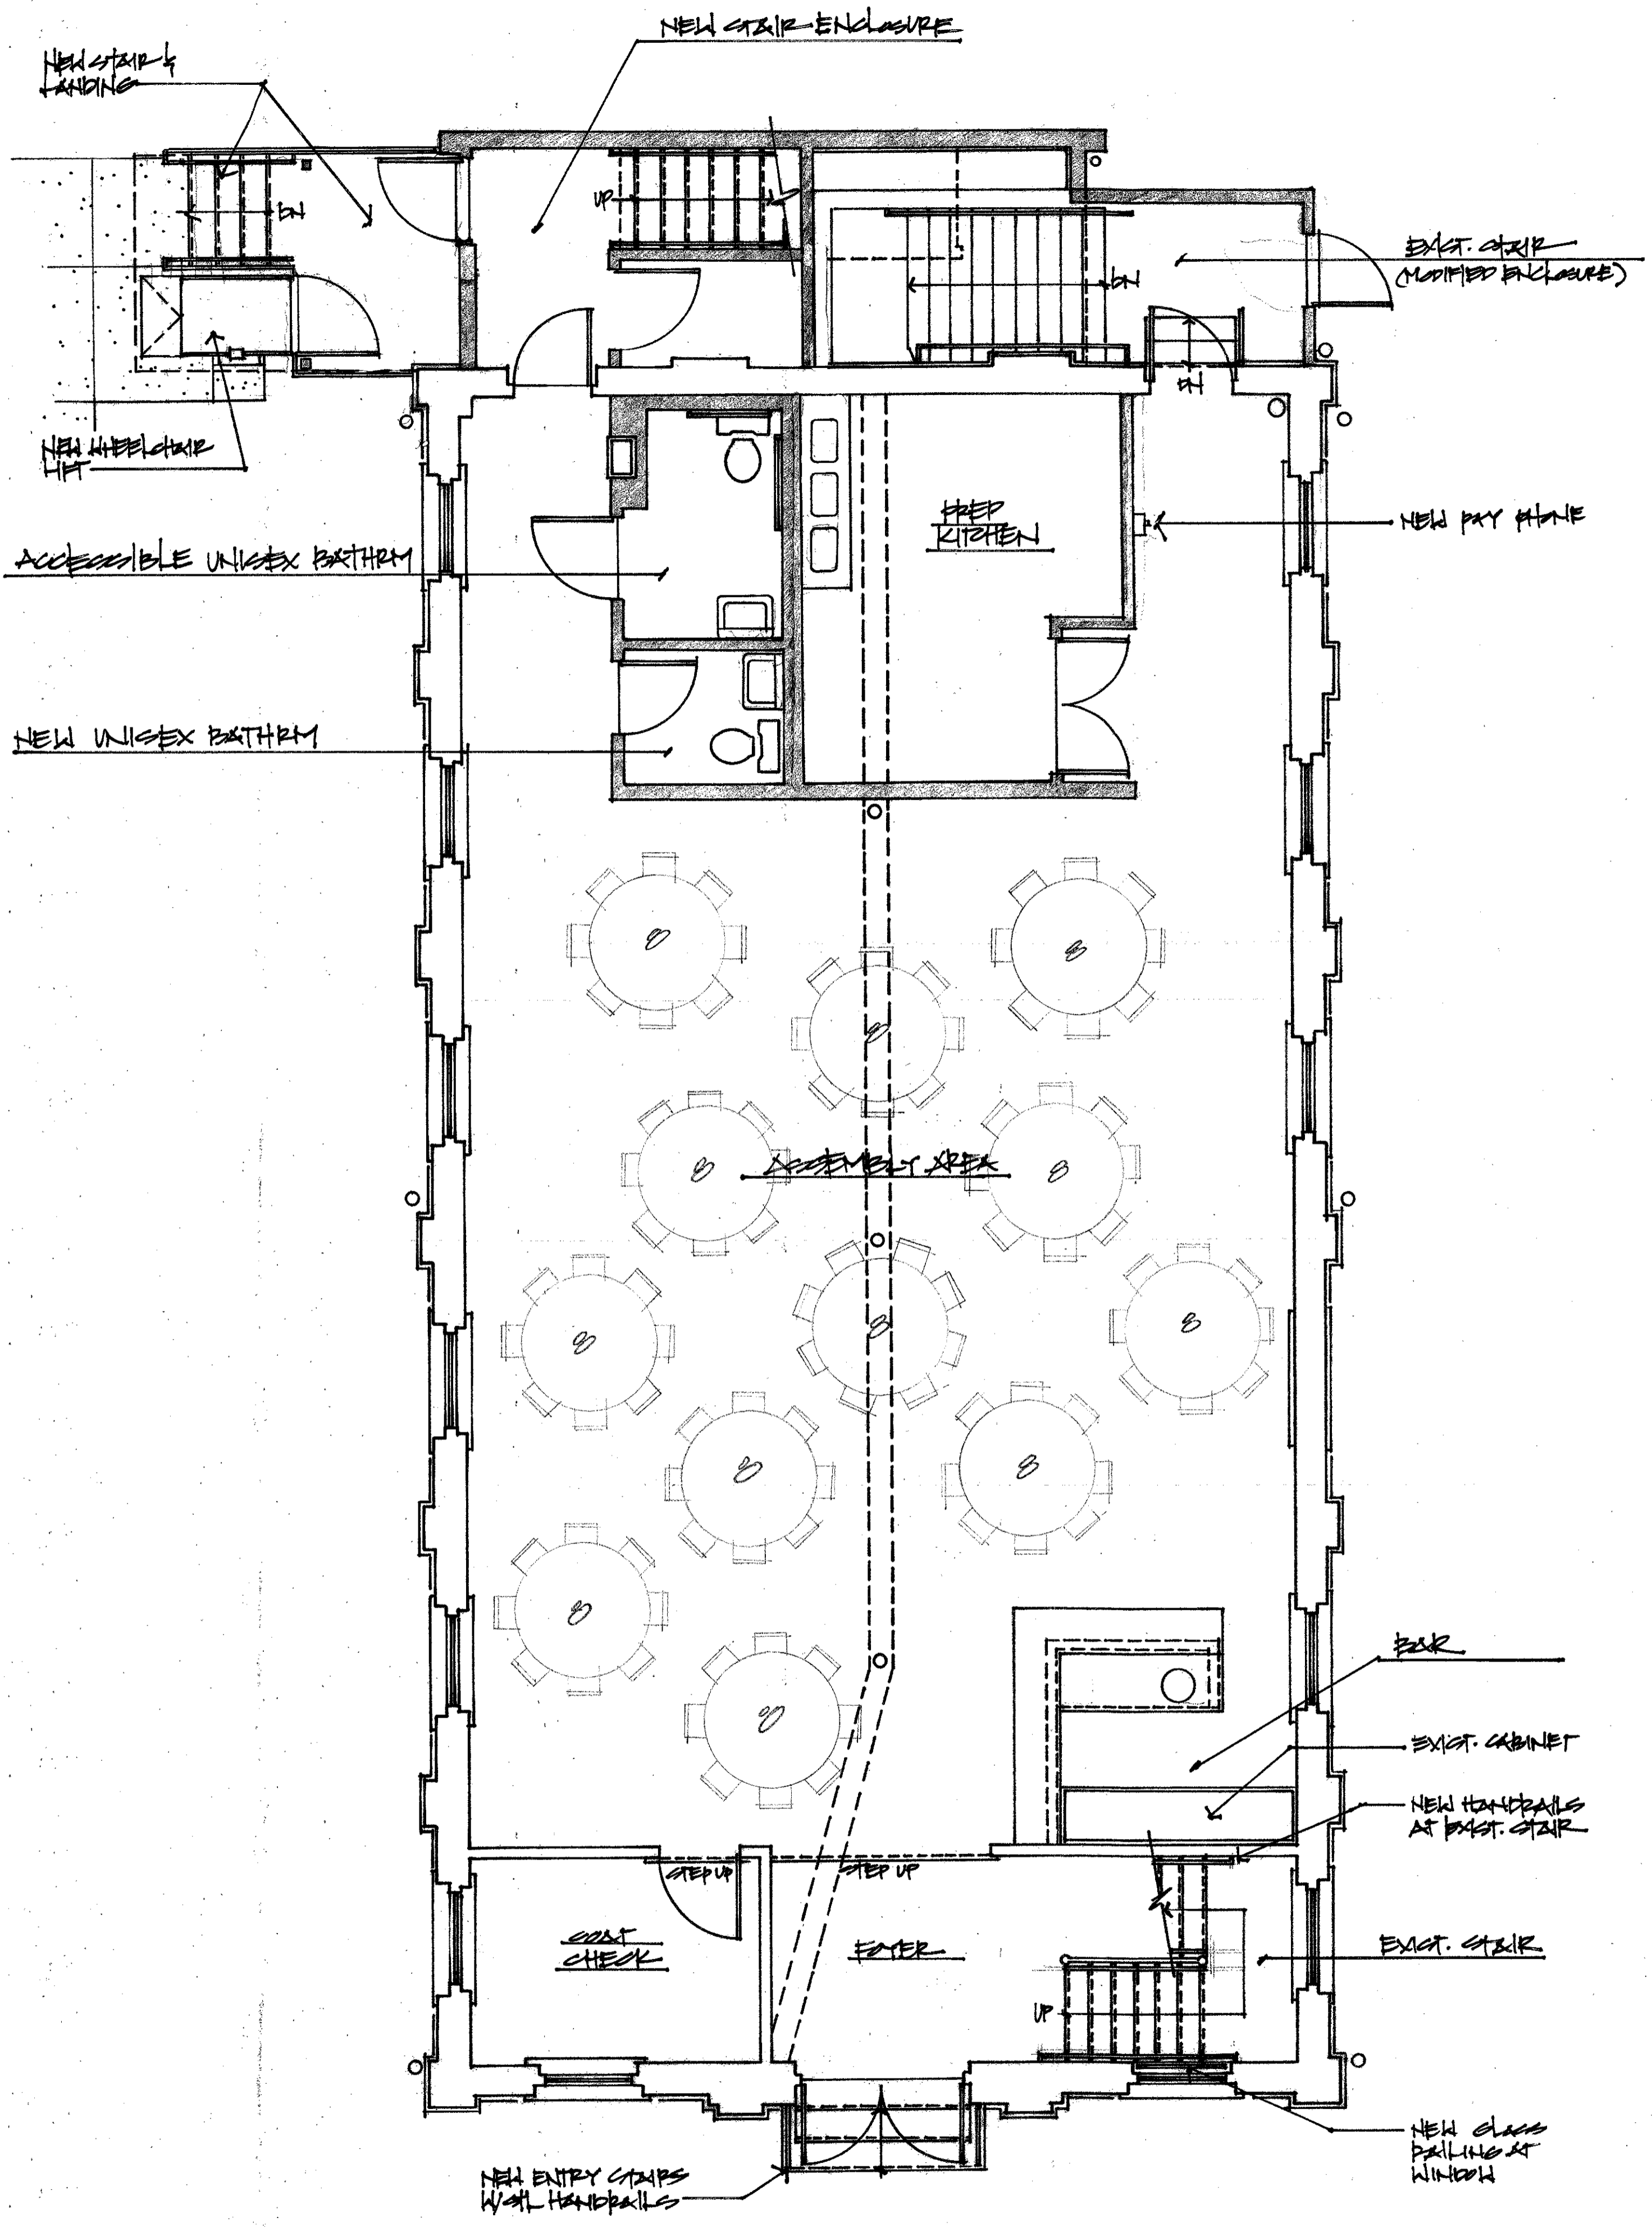 NEW STAIR ENCLOSURE
NEW STAIR &
LANDING
UP
DN
DN
EXIST. STAIR
(MODIFIED ENCLOSURE)
DN
NEW WHEELCHAIR
LIFT
PREP
KITCHEN
NEW PAY PHONE
ACCESSIBLE UNISEX BATHRM
NEW UNISEX BATHRM
8
8
8
8
ASSEMBLY AREA
8
8
8
8
8
8
8
8
BAR
EXIST. CABINET
NEW HANDRAILS
AT EXIST. STAIR
STEP UP
STEP UP
COAT
CHECK
FOYER
EXIST. STAIR
UP
NEW GLASS
RAILING AT
WINDOW
NEW ENTRY STAIRS
W/ STL HANDRAILS